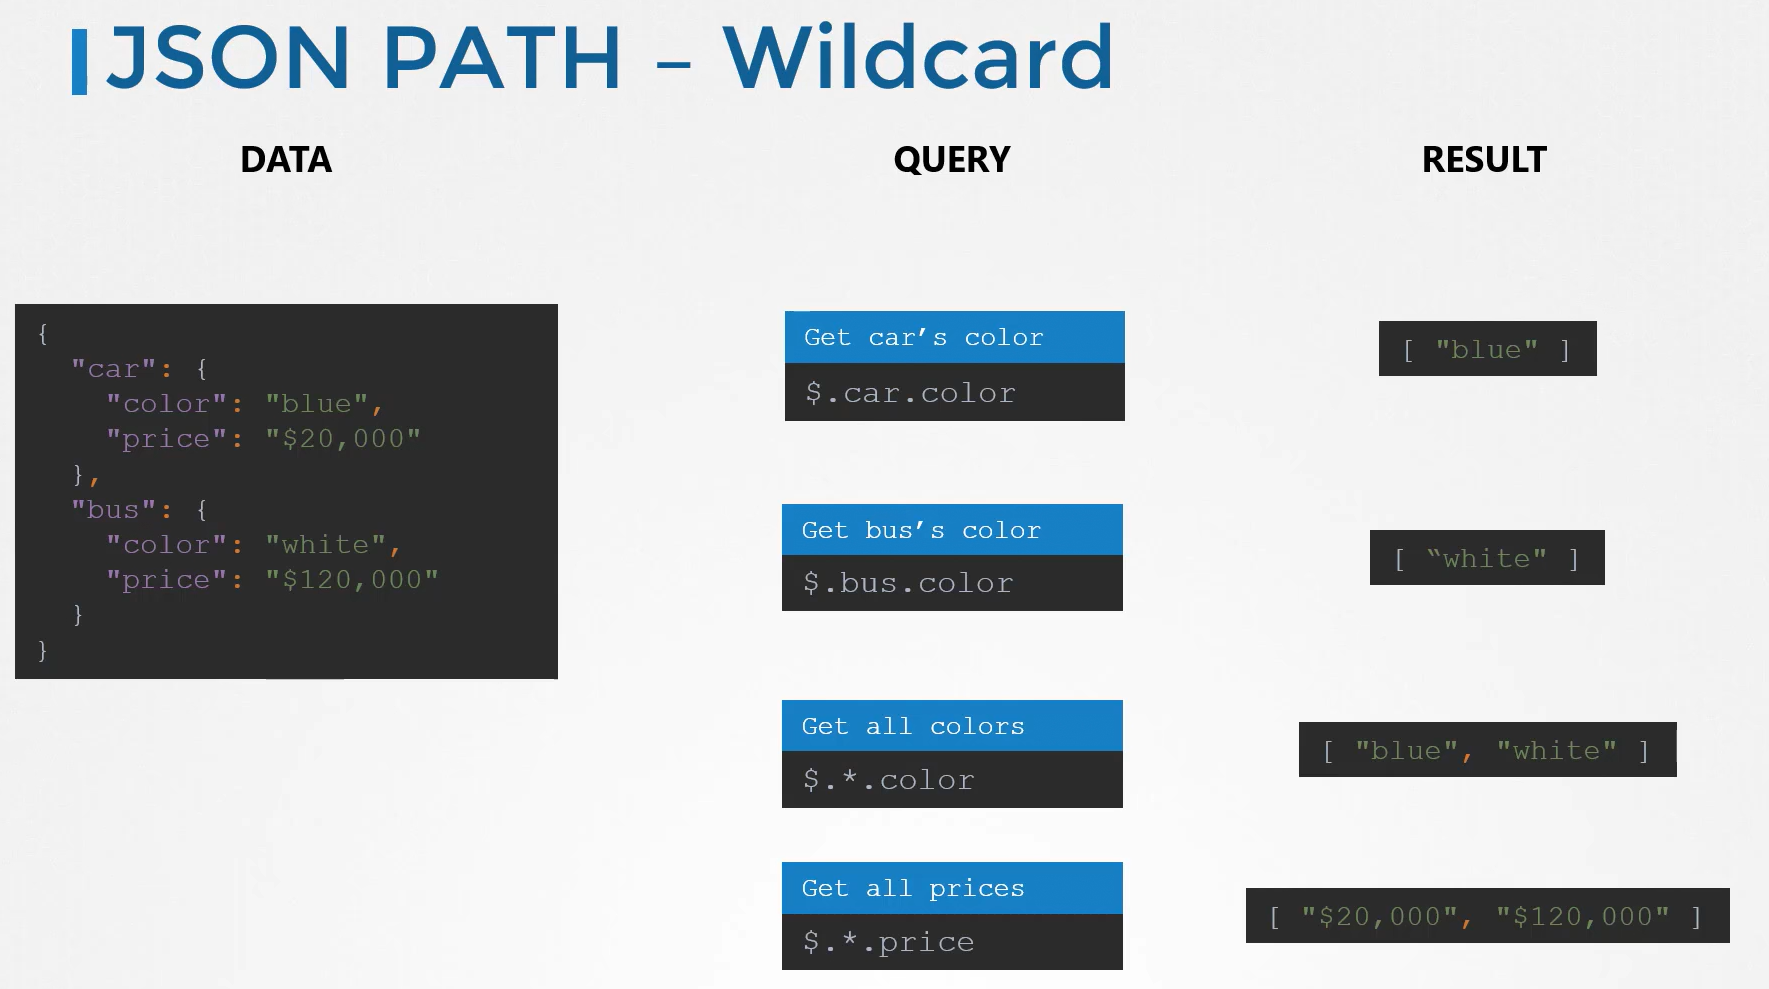 JSON PATH – Wildcard
DATA
QUERY
RESULT
{
"car": {
"color": "blue",
"price": "$20,000"
},
"bus": {
"color": "white",
"price": "$120,000"
}
}
Get car’s color
$.car.color
[ "blue" ]
Get bus’s color
$.bus.color
[ “white" ]
Get all colors
$.*.color
[ "blue", "white" ]
Get all prices
$.*.price
[ "$20,000", "$120,000" ]